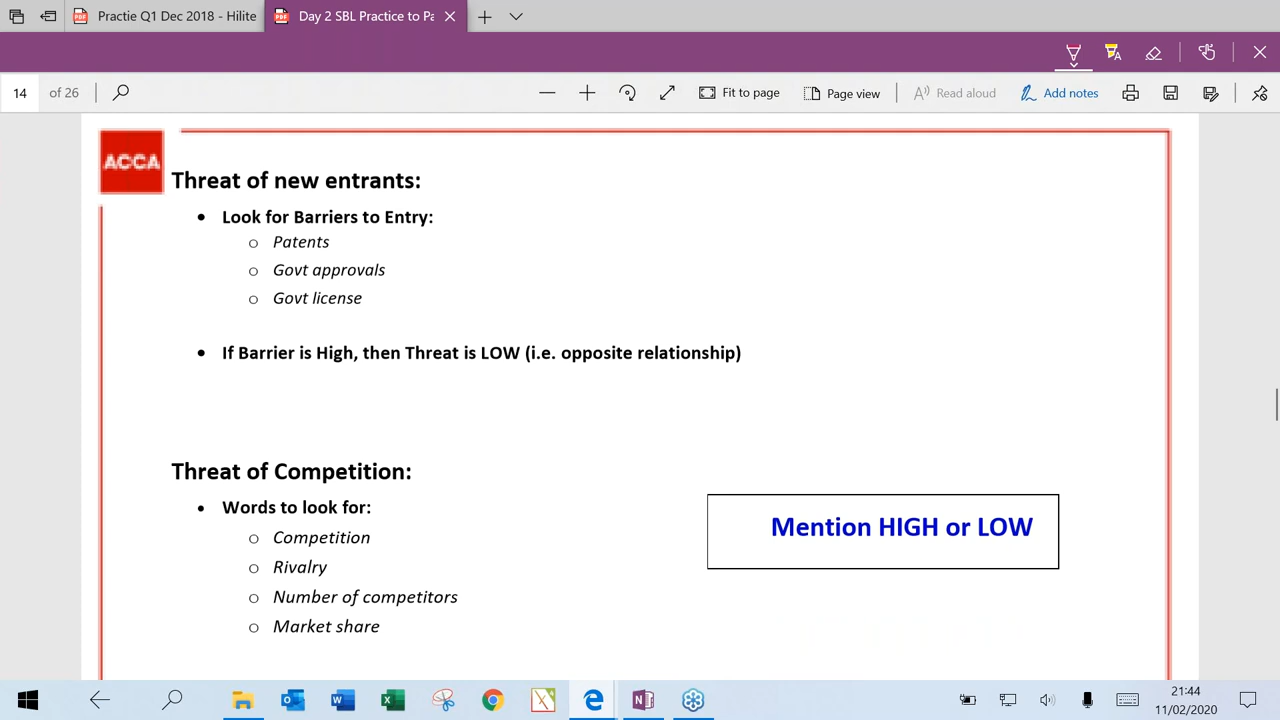 Practie Q1 Dec 2018 - Hilite
Day 2 SBL Practice to Pa
14 of 26
Fit to page
Page view
Read aloud
Add notes
ACCA
Threat of new entrants:
• Look for Barriers to Entry:
o Patents
o Govt approvals
o Govt license
• If Barrier is High, then Threat is LOW (i.e. opposite relationship)
Threat of Competition:
• Words to look for:
o Competition
o Rivalry
o Number of competitors
o Market share
Mention HIGH or LOW
21:44
11/02/2020